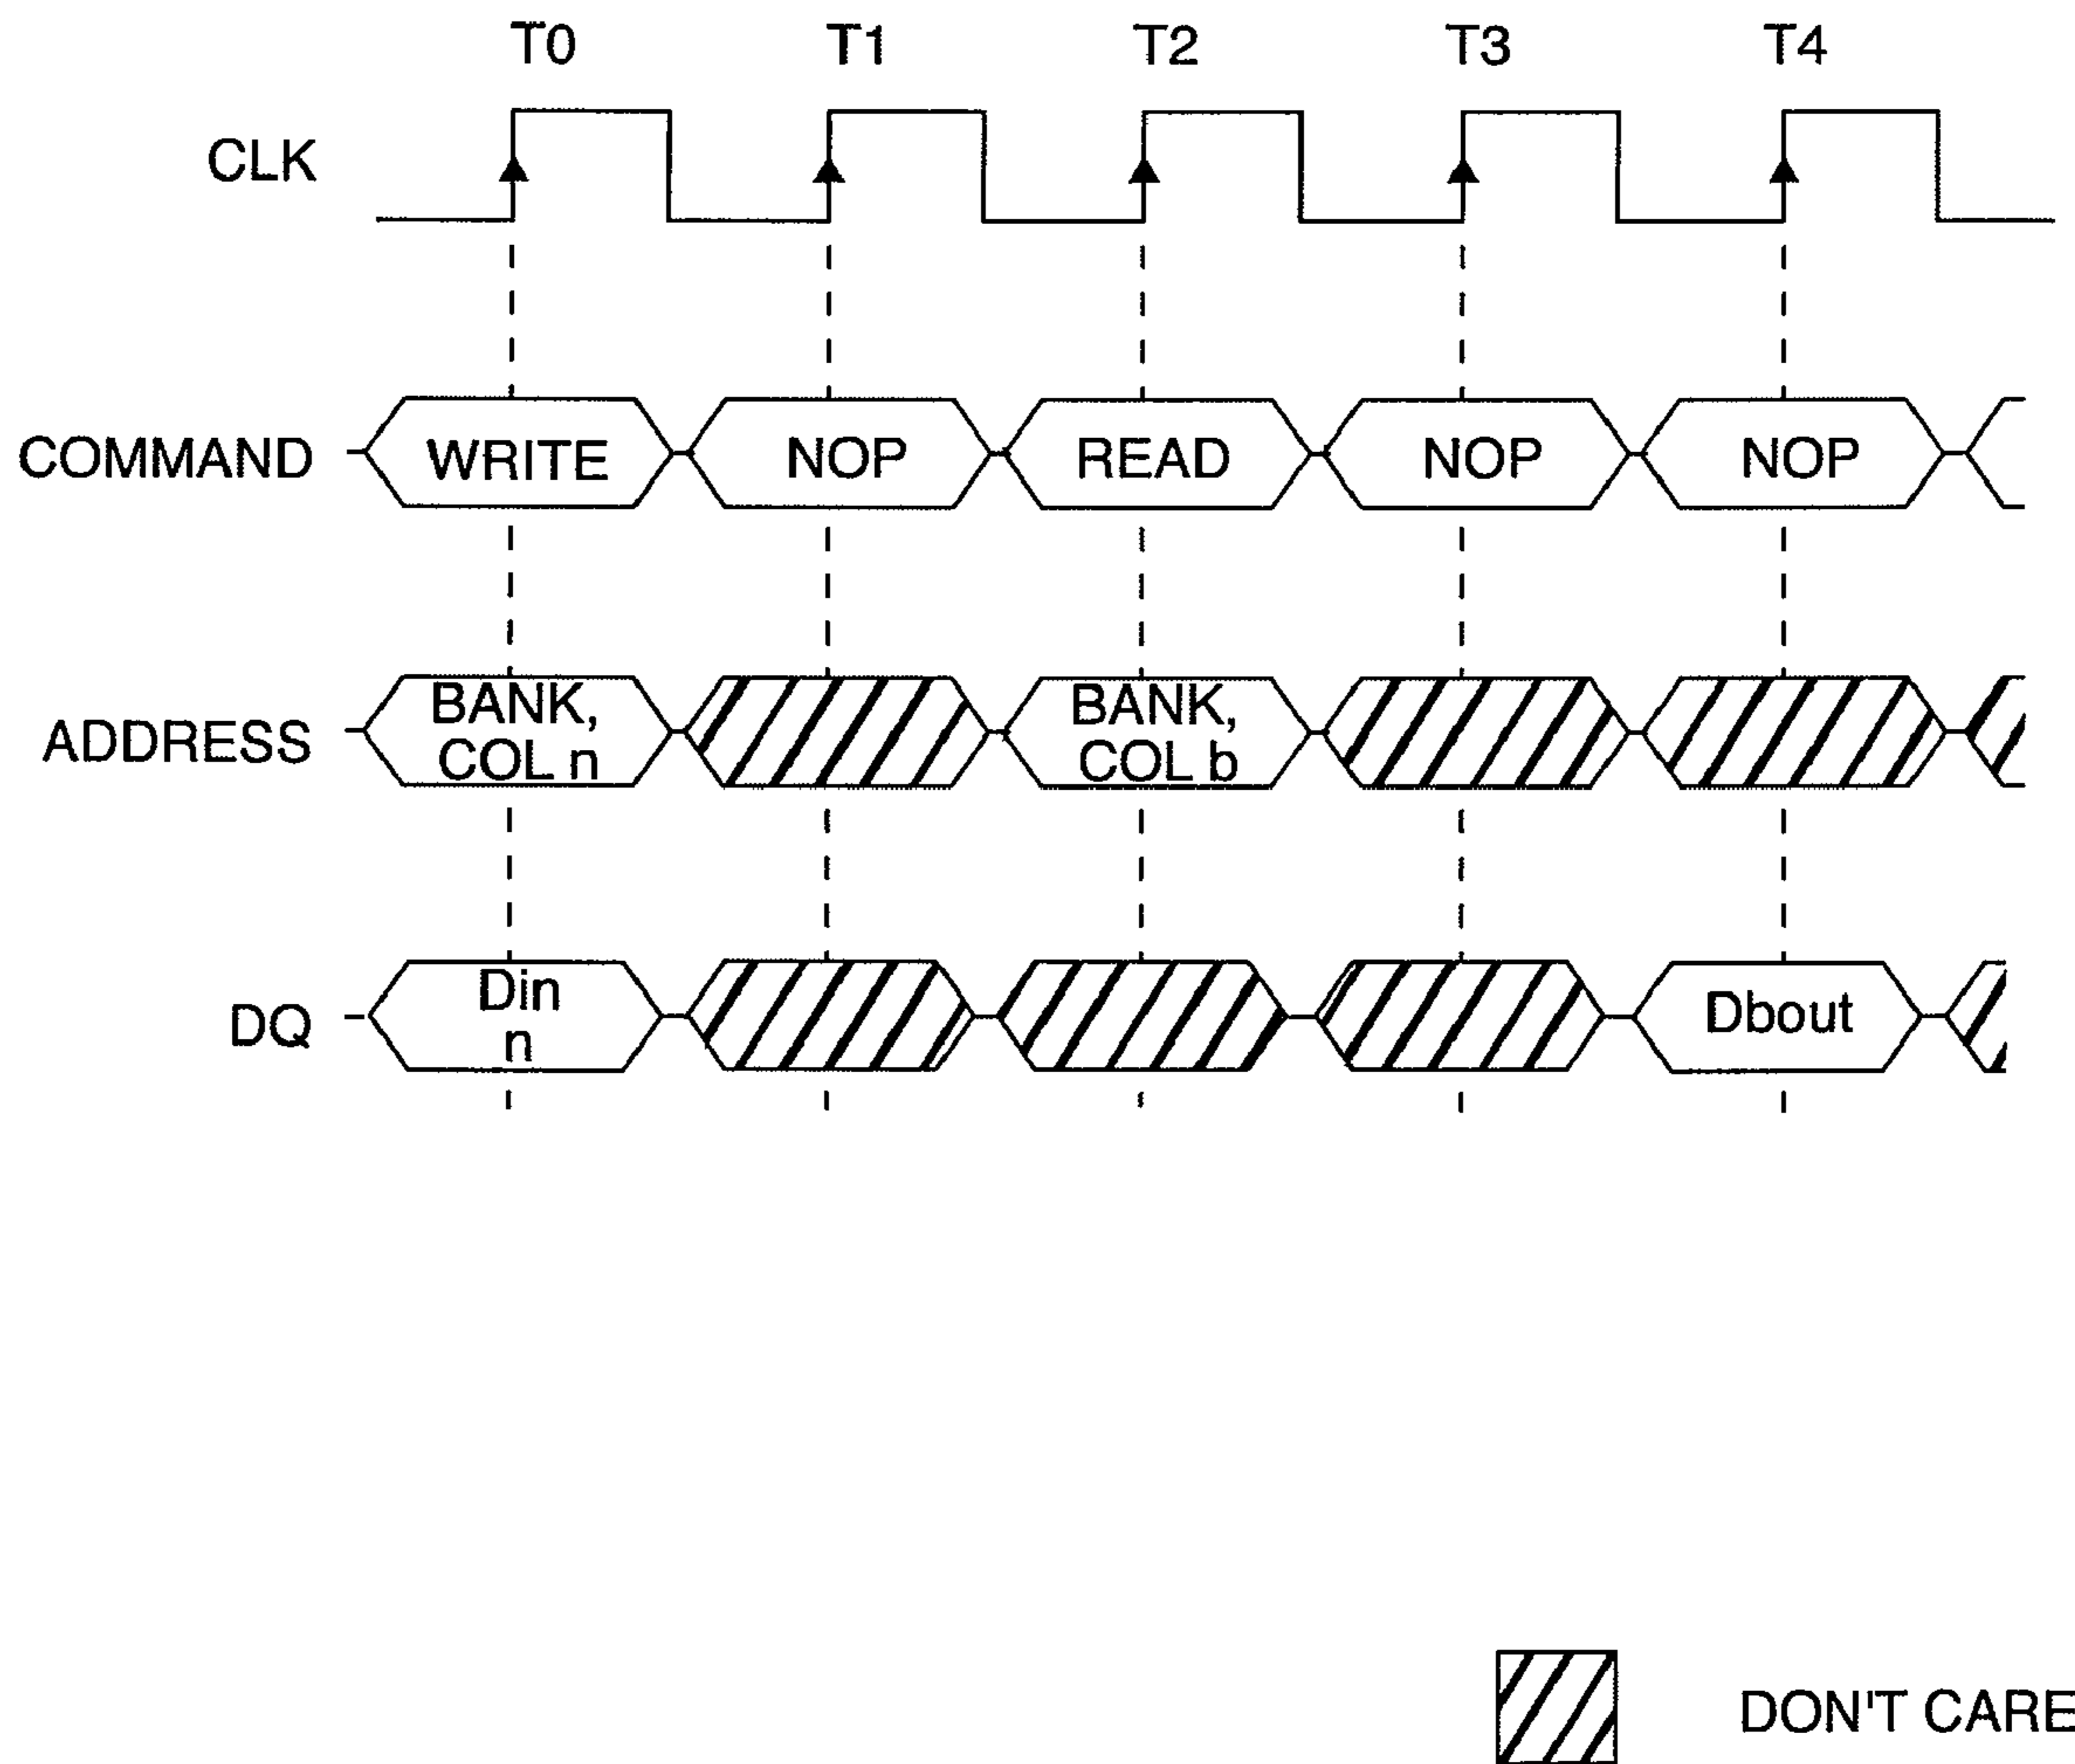 T0 T1 T2 T3 T4
CLK
COMMAND WRITE NOP READ NOP NOP
ADDRESS BANK, COL n BANK, COL b
DQ Din n Dbout
DON'T CARE